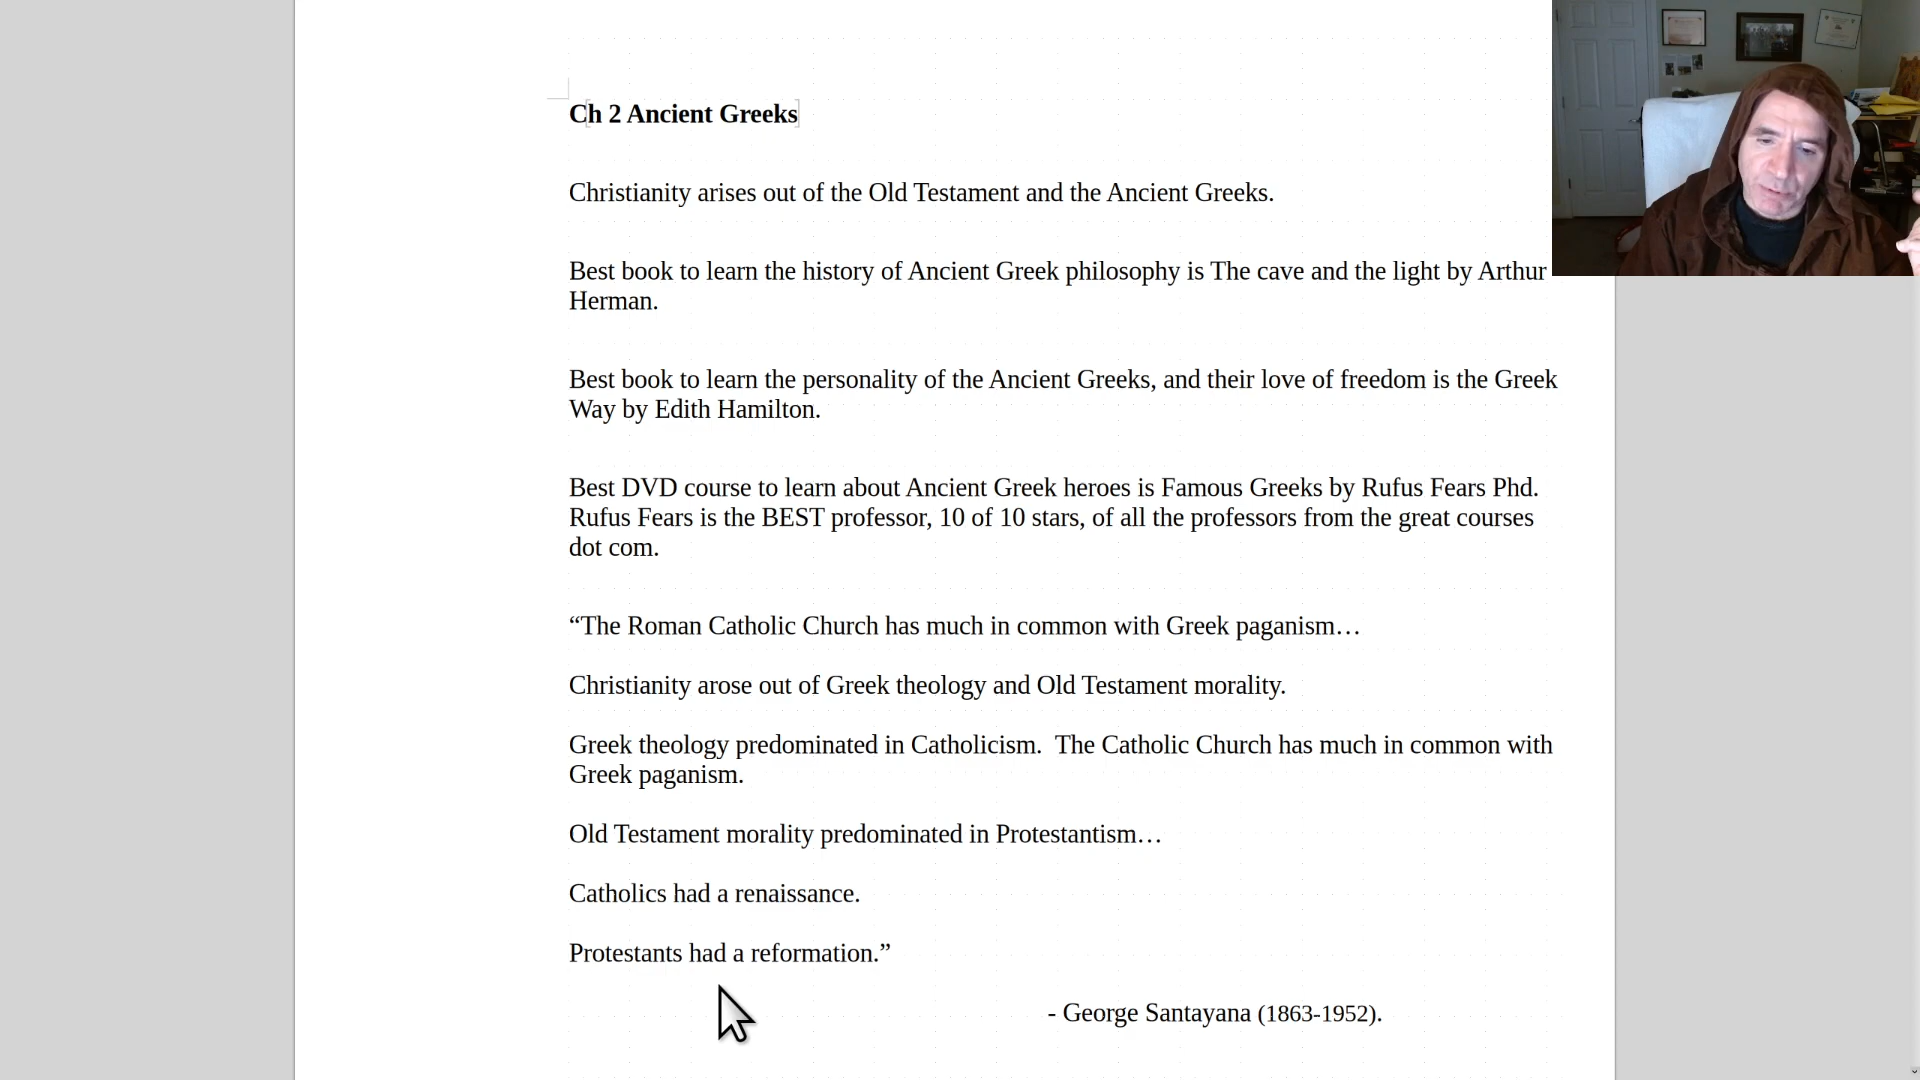 Ch 2 Ancient Greeks
Christianity arises out of the Old Testament and the Ancient Greeks.
Best book to learn the history of Ancient Greek philosophy is The cave and the light by Arthur
Herman.
Best book to learn the personality of the Ancient Greeks, and their love of freedom is the Greek
Way by Edith Hamilton.
Best DVD course to learn about Ancient Greek heroes is Famous Greeks by Rufus Fears Phd.
Rufus Fears is the BEST professor, 10 of 10 stars, of all the professors from the great courses
dot com.
“The Roman Catholic Church has much in common with Greek paganism…
Christianity arose out of Greek theology and Old Testament morality.
Greek theology predominated in Catholicism.  The Catholic Church has much in common with
Greek paganism.
Old Testament morality predominated in Protestantism…
Catholics had a renaissance.
Protestants had a reformation.”
- George Santayana (1863-1952).